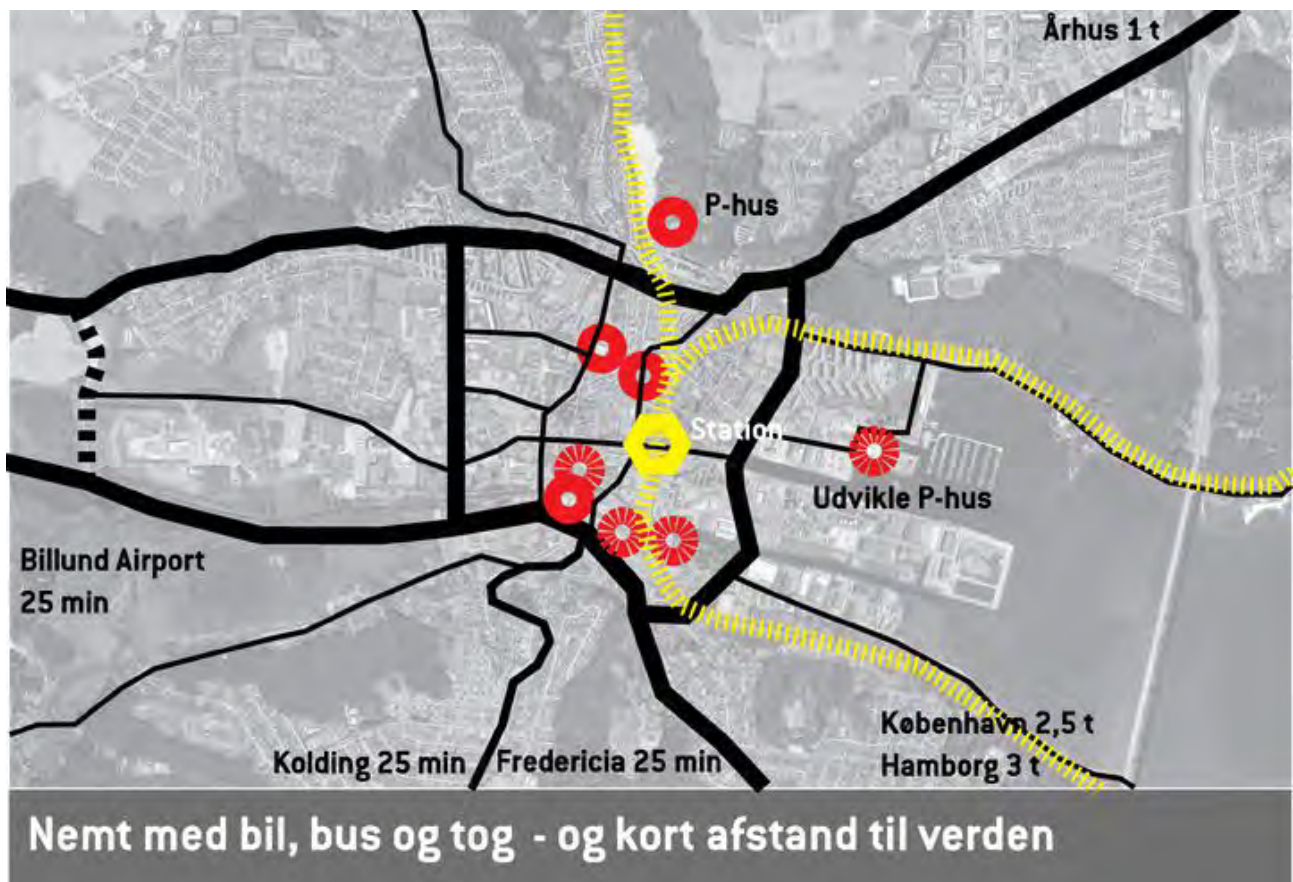 Århus 1 t
P-hus
Station
Udvikle P-hus
Billund Airport
25 min
København 2,5 t
Hamborg 3 t
Kolding 25 min
Fredericia 25 min
Nemt med bil, bus og tog - og kort afstand til verden